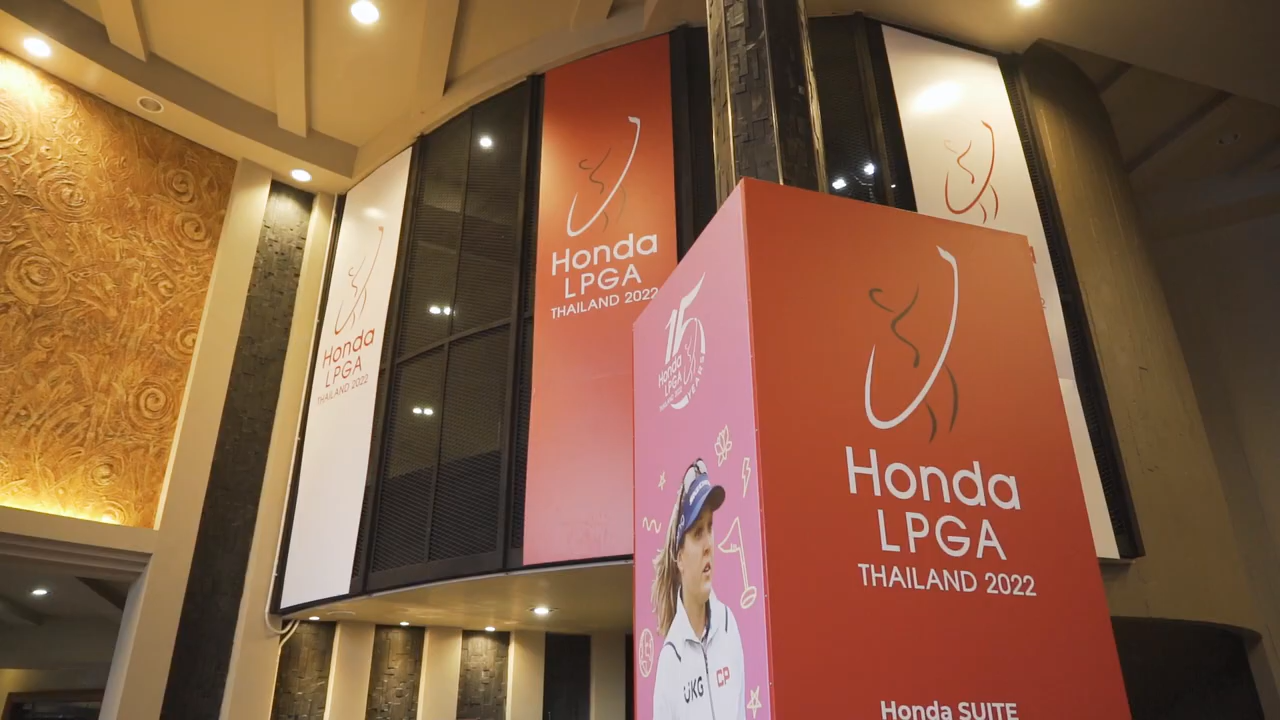 Honda
LPGA
THAILAND 2022
Honda
LPGA
THAILAND 2022
15
Honda
LPGA
YEARS
UKG
CP
Honda
LPGA
THAILAND 2022
Honda SUITE